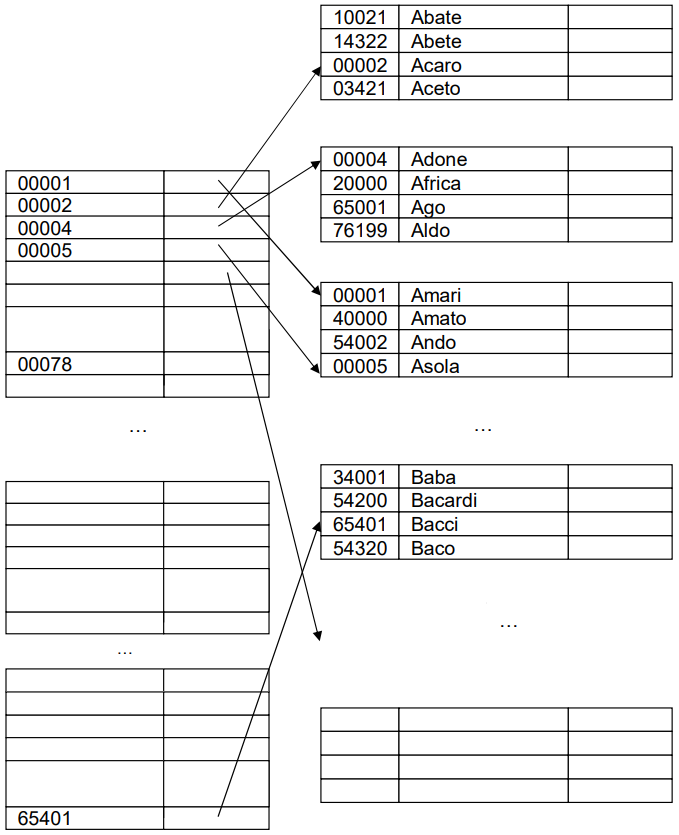 10021 Abate
14322 Abete
00002 Acaro
03421 Aceto
00004 Adone
20000 Africa
65001 Ago
76199 Aldo
00001 Amari
40000 Amato
54002 Ando
00005 Asola
...
34001 Baba
54200 Bacardi
65401 Bacci
54320 Baco
...
00001
00002
00004
00005
00078
...
...
65401